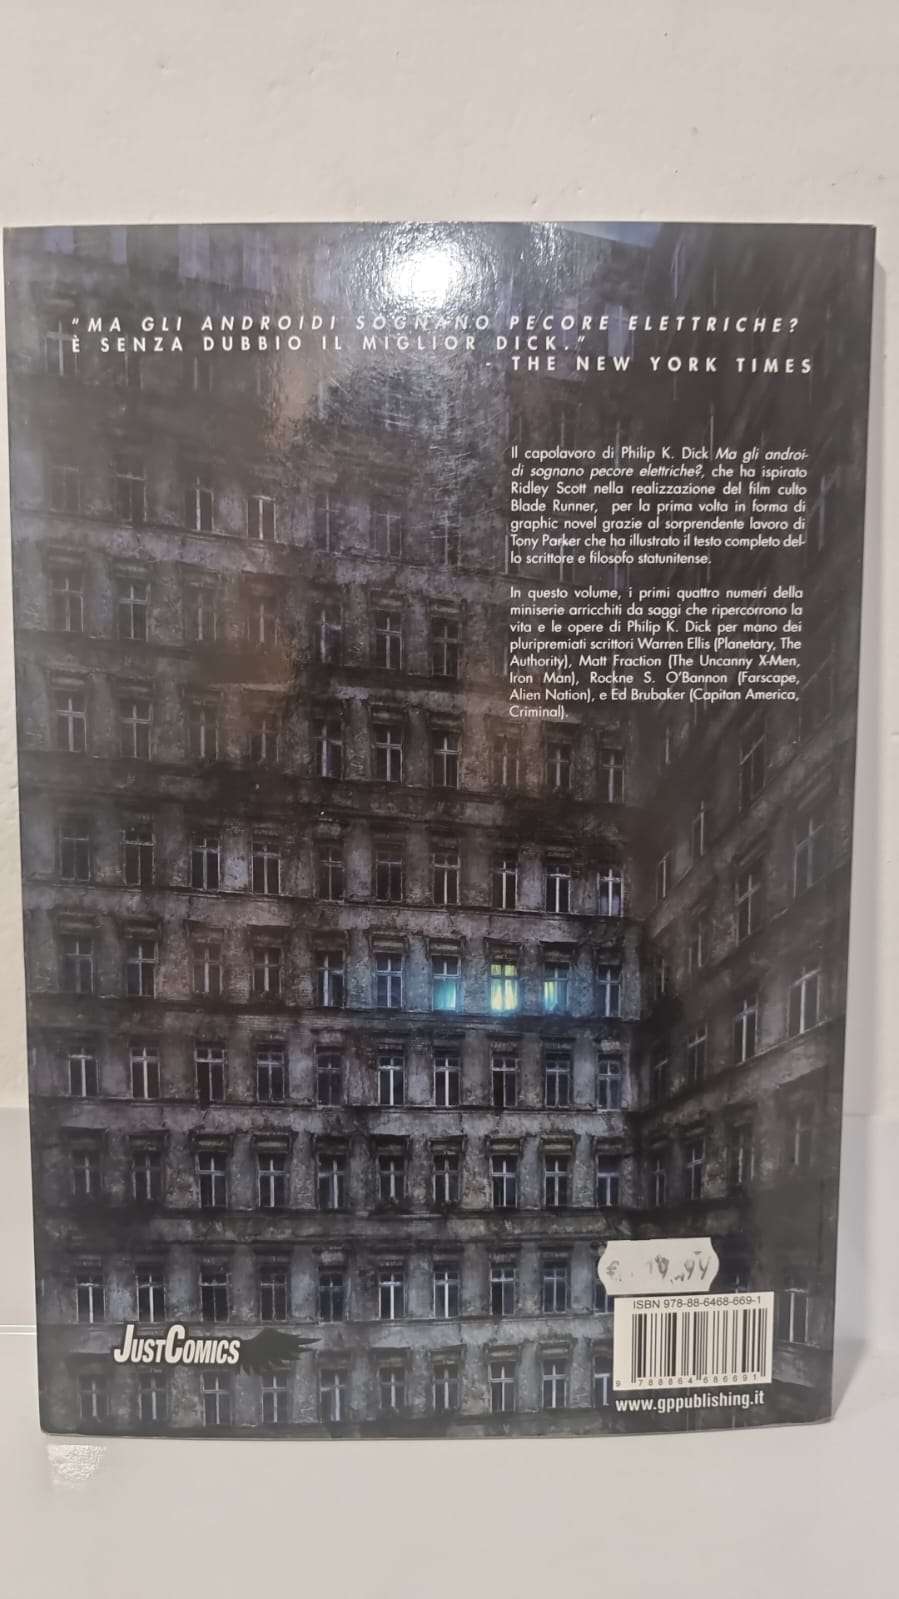 "MA GLI ANDROIDI SOGNANO PECORE ELETTRICHE?
È SENZA DUBBIO IL MIGLIOR DICK."
- THE NEW YORK TIMES
Il capolavoro di Philip K. Dick Ma gli androi-
di sognano pecore elettriche?, che ha ispirato
Ridley Scott nella realizzazione del film culto
Blade Runner, per la prima volta in forma di
graphic novel grazie al sorprendente lavoro di
Tony Parker che ha illustrato il testo completo del-
lo scrittore e filosofo statunitense.
In questo volume, i primi quattro numeri della
miniserie arricchiti da saggi che ripercorrono la
vita e le opere di Philip K. Dick per mano dei
pluripremiati scrittori Warren Ellis (Planetary, The
Authority), Matt Fraction (The Uncanny X-Men,
Iron Man), Rockne S. O'Bannon (Farscape,
Alien Nation), e Ed Brubaker (Capitan America,
Criminal).
€
ISBN 978-88-6468-669-1
9 788864 686691
www.gppublishing.it
JUSTCOMICS